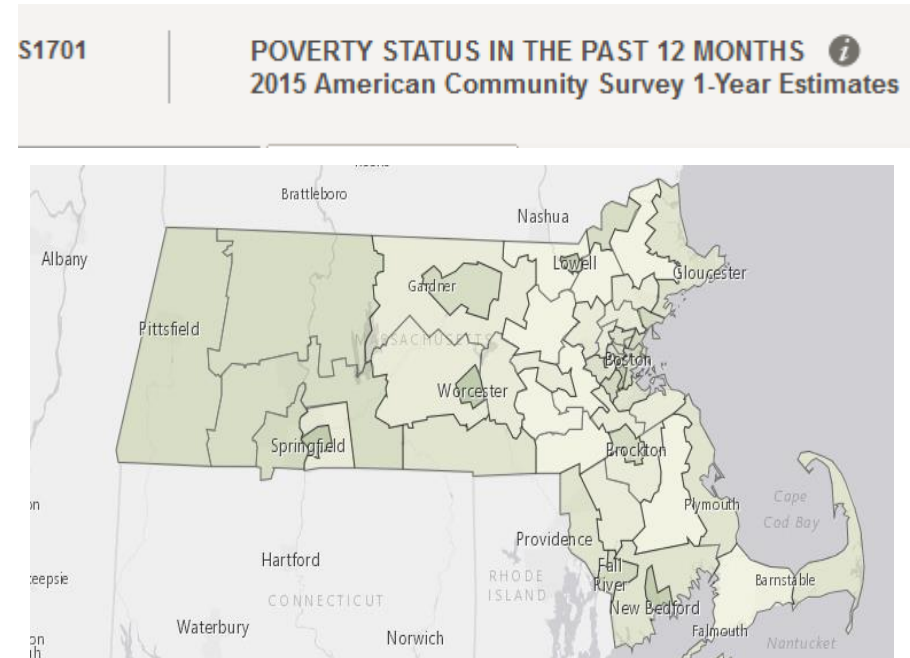 S1701
POVERTY STATUS IN THE PAST 12 MONTHS i
2015 American Community Survey 1-Year Estimates
Brattleboro
Nashua
Albany
Lowell
Gloucester
Gardner
Pittsfield
MASSACHUSETTS
Boston
Worcester
Springfield
Brockton
Plymouth
Cape
Cod Bay
Providence
Hartford
Fall
River
RHODE
ISLAND
Barnstable
CONNECTICUT
New Bedford
Waterbury
Falmouth
Norwich
Nantucket